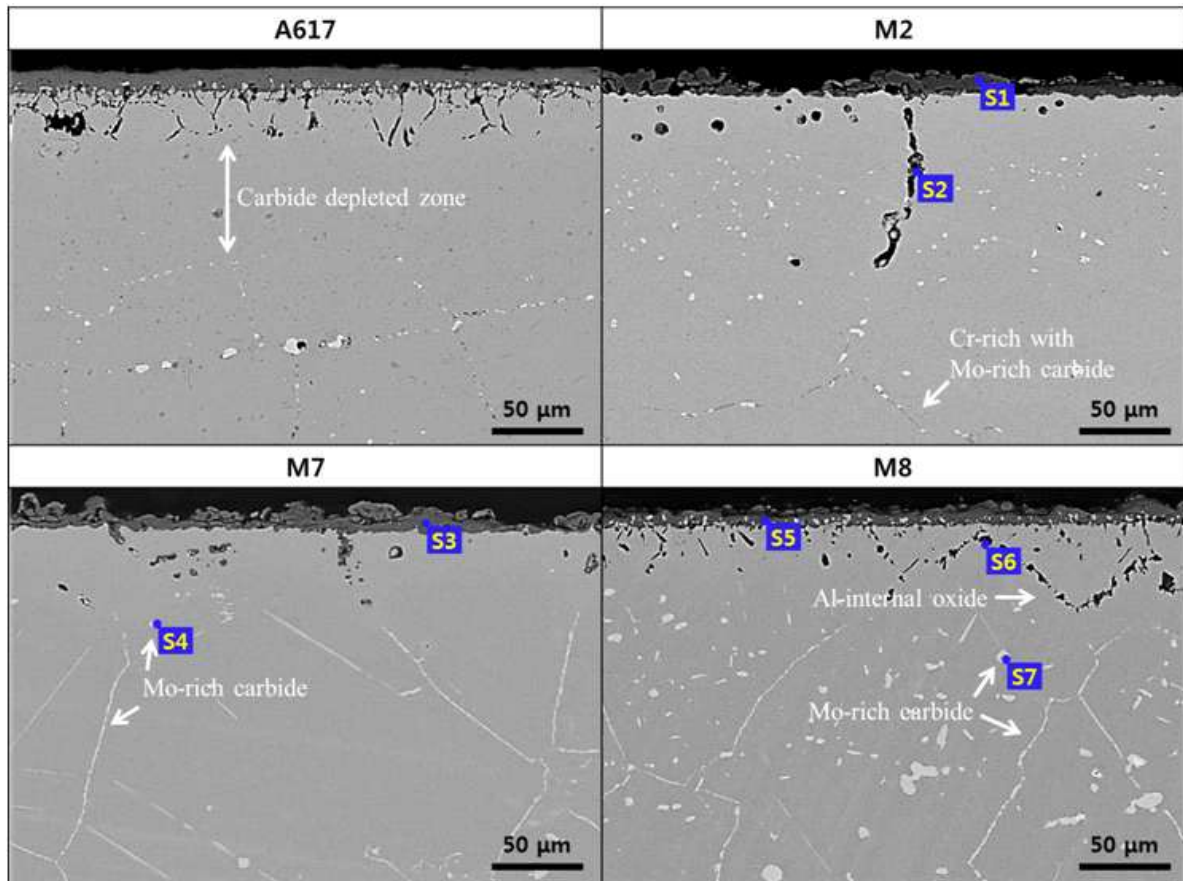 A617
M2
Carbide depleted zone
S1
S2
Cr-rich with
Mo-rich carbide
50 μm
50 μm
M7
M8
S3
S4
Mo-rich carbide
50 μm
S5
S6
Al-internal oxide
S7
Mo-rich carbide
50 μm